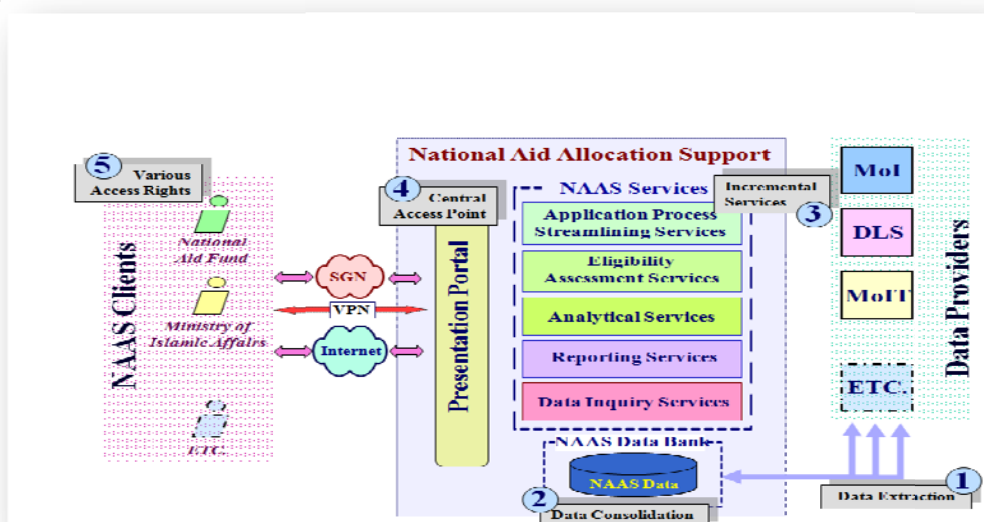 5 Various
Access Rights
NAAS Clients
National
Aid Fund
Ministry of
Islamic Affairs
ETC.
SGN
VPN
Internet
National Aid Allocation Support
4 Central
Access Point
Presentation Portal
NAAS Services
Application Process
Streamlining Services
Eligibility
Assessment Services
Analytical Services
Reporting Services
Data Inquiry Services
NAAS Data Bank
NAAS Data
2
Data Consolidation
Incremental
Services 3
MoI
DLS
MoIT
ETC.
Data Providers
Data Extraction 1